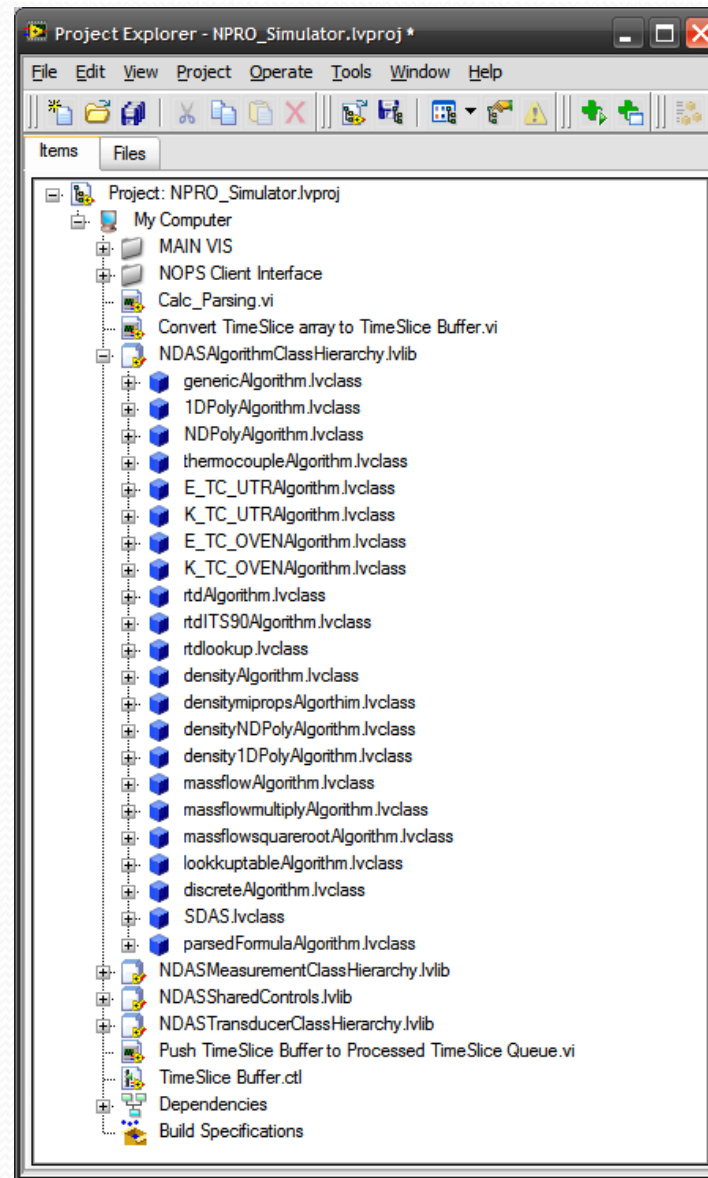 Project Explorer - NPRO_Simulator.lvproj *
File Edit View Project Operate Tools Window Help
Items Files
Project: NPRO_Simulator.lvproj
My Computer
MAIN VIS
NOPS Client Interface
Calc_Parsing.vi
Convert TimeSlice array to TimeSlice Buffer.vi
NDASAlgorithmClassHierarchy.lvlib
genericAlgorithm.lvclass
1DPolyAlgorithm.lvclass
NDPolyAlgorithm.lvclass
thermocoupleAlgorithm.lvclass
E_TC_UTRAlgorithm.lvclass
K_TC_UTRAlgorithm.lvclass
E_TC_OVENAlgorithm.lvclass
K_TC_OVENAlgorithm.lvclass
rtdAlgorithm.lvclass
rtdITS90Algorithm.lvclass
rtdlookup.lvclass
densityAlgorithm.lvclass
densitymipropsAlgorthim.lvclass
densityNDPolyAlgorithm.lvclass
density1DPolyAlgorithm.lvclass
massflowAlgorithm.lvclass
massflowmultiplyAlgorithm.lvclass
massflowsquarerootAlgorithm.lvclass
lookkuptableAlgorithm.lvclass
discreteAlgorithm.lvclass
SDAS.lvclass
parsedFormulaAlgorithm.lvclass
NDASMeasurementClassHierarchy.lvlib
NDASSharedControls.lvlib
NDASTransducerClassHierarchy.lvlib
Push TimeSlice Buffer to Processed TimeSlice Queue.vi
TimeSlice Buffer.ctl
Dependencies
Build Specifications